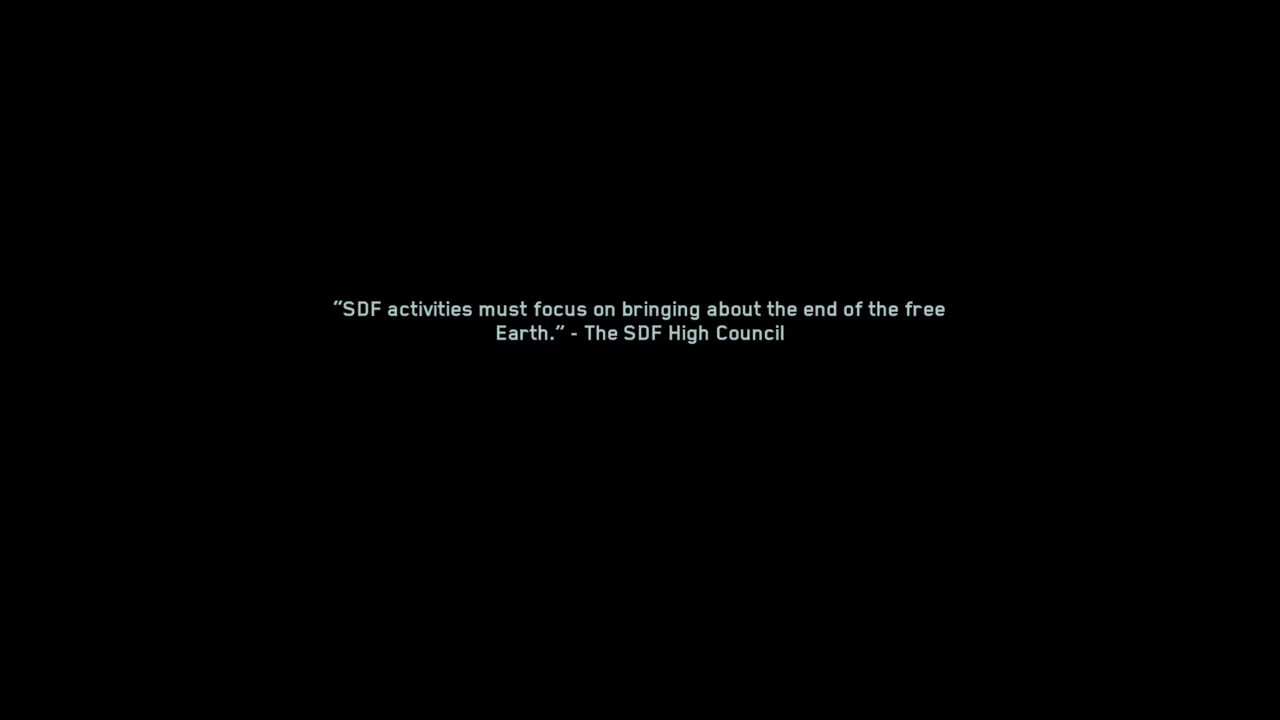 "SDF activities must focus on bringing about the end of the free
Earth." - The SDF High Council